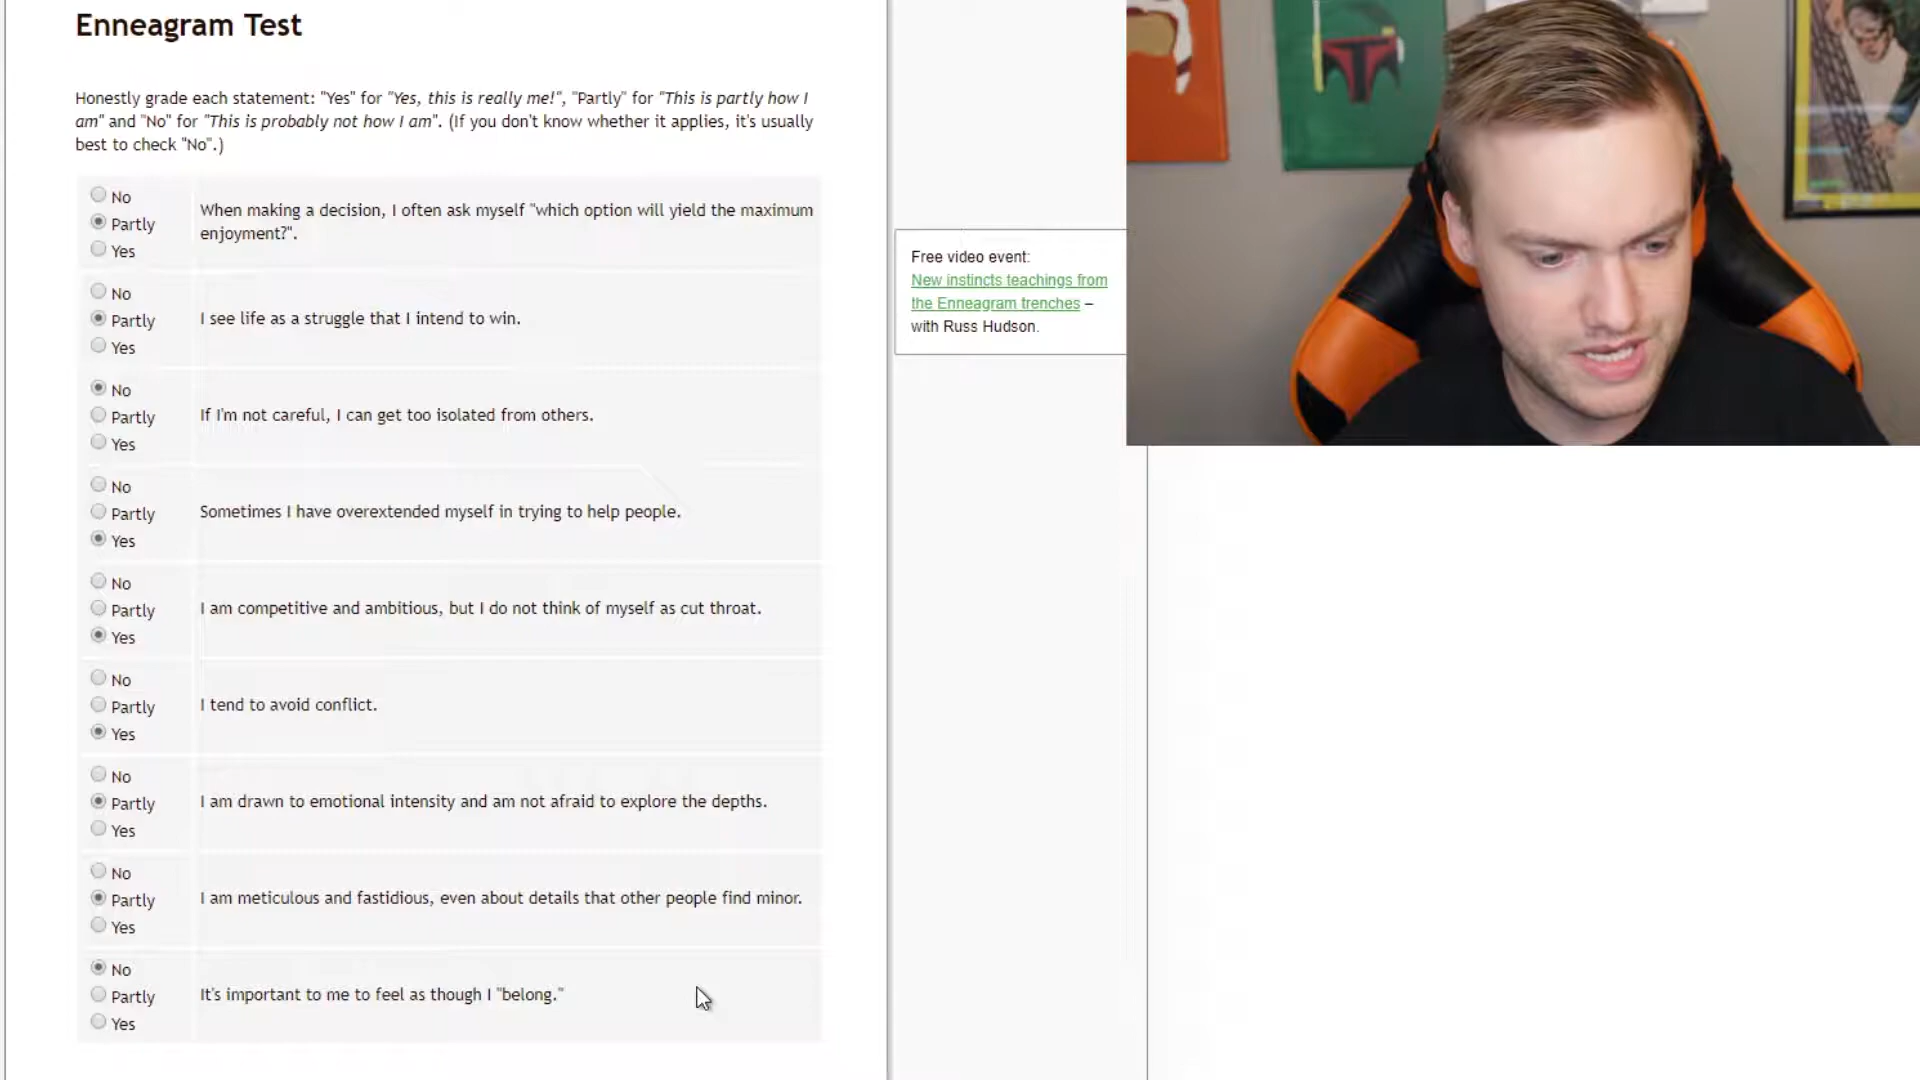 Enneagram Test
Honestly grade each statement: "Yes" for "Yes, this is really me!", "Partly" for "This is partly how I
am" and "No" for "This is probably not how I am". (If you don't know whether it applies, it's usually
best to check "No".)
No
Partly
Yes
When making a decision, I often ask myself "which option will yield the maximum
enjoyment?".
No
Partly
Yes
I see life as a struggle that I intend to win.
No
Partly
Yes
If I'm not careful, I can get too isolated from others.
No
Partly
Yes
Sometimes I have overextended myself in trying to help people.
No
Partly
Yes
I am competitive and ambitious, but I do not think of myself as cut throat.
No
Partly
Yes
I tend to avoid conflict.
No
Partly
Yes
I am drawn to emotional intensity and am not afraid to explore the depths.
No
Partly
Yes
I am meticulous and fastidious, even about details that other people find minor.
No
Partly
Yes
It's important to me to feel as though I "belong."
Free video event:
New instincts teachings from
the Enneagram trenches –
with Russ Hudson.